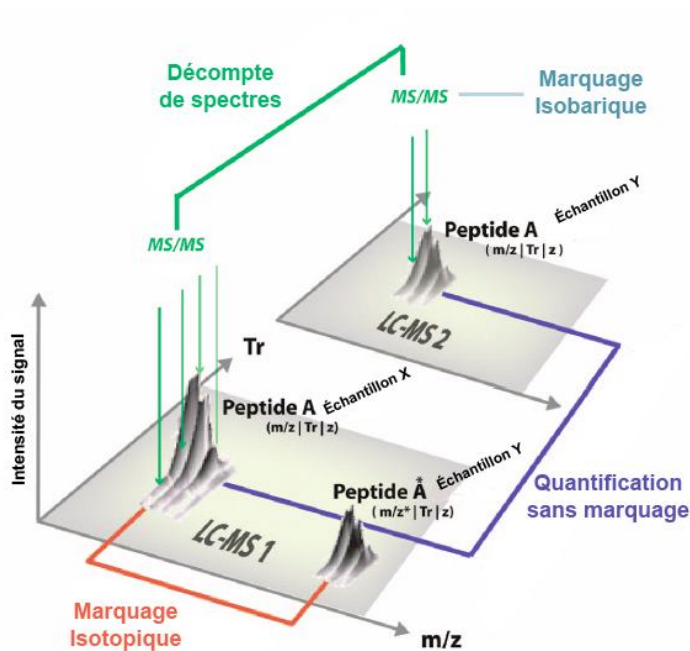 Décompte
de spectres
MS/MS
Marquage
Isobarique
MS/MS
Échantillon Y
Peptide A
(m/z | Tr | z)
LC-MS 2
Intensité du signal
Tr
Échantillon X
Peptide A
(m/z | Tr | z)
Échantillon Y
Peptide Å
(m/z* | Tr | z)
LC-MS 1
Quantification
sans marquage
Marquage
Isotopique
m/z